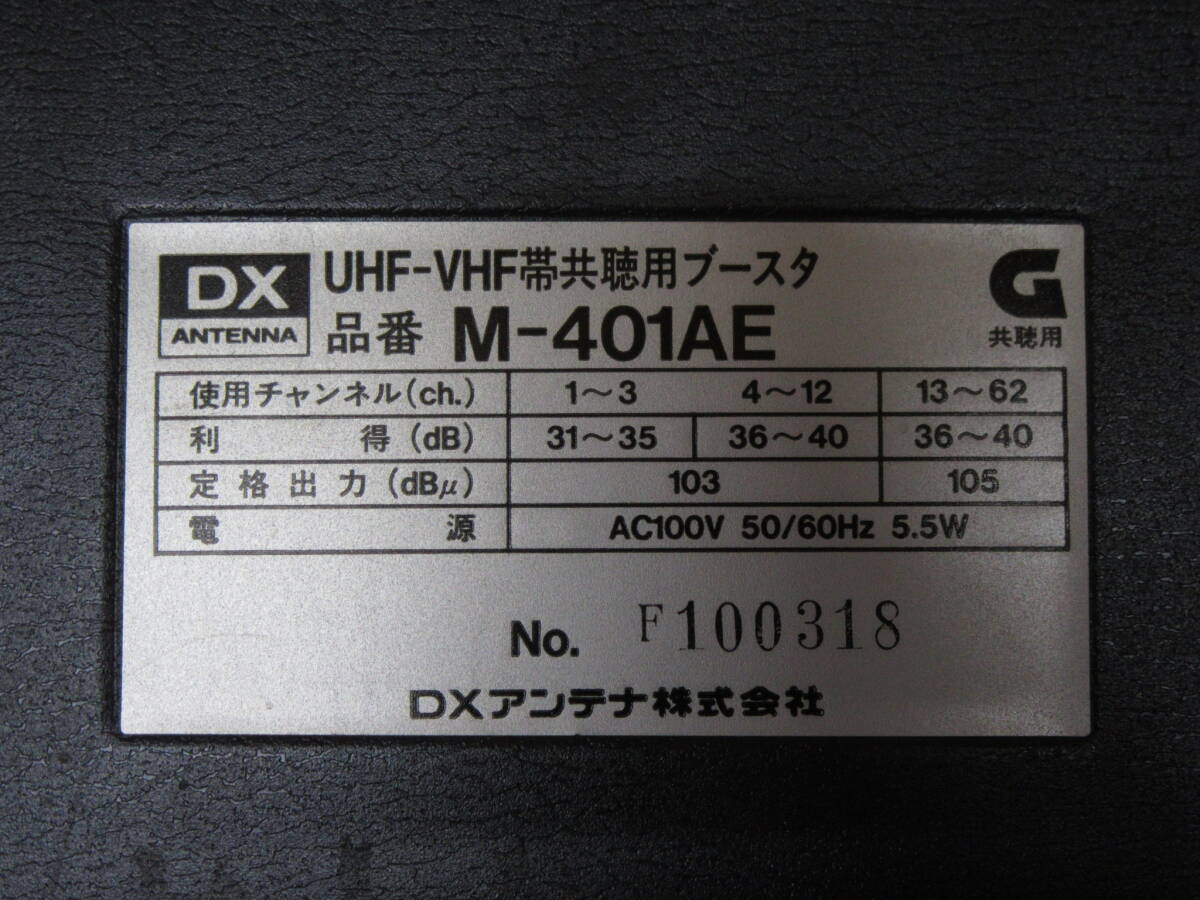 DX
ANTENNA
UHF-VHF帯共聴用ブースタ
品番 M-401AE
G
共聴用
使用チャンネル(ch.) 1〜3 4〜12 13〜62
利得(dB) 31〜35 36〜40 36〜40
定格出力(dBμ) 103 105
電源 AC100V 50/60Hz 5.5W
No. F100318
DXアンテナ株式会社